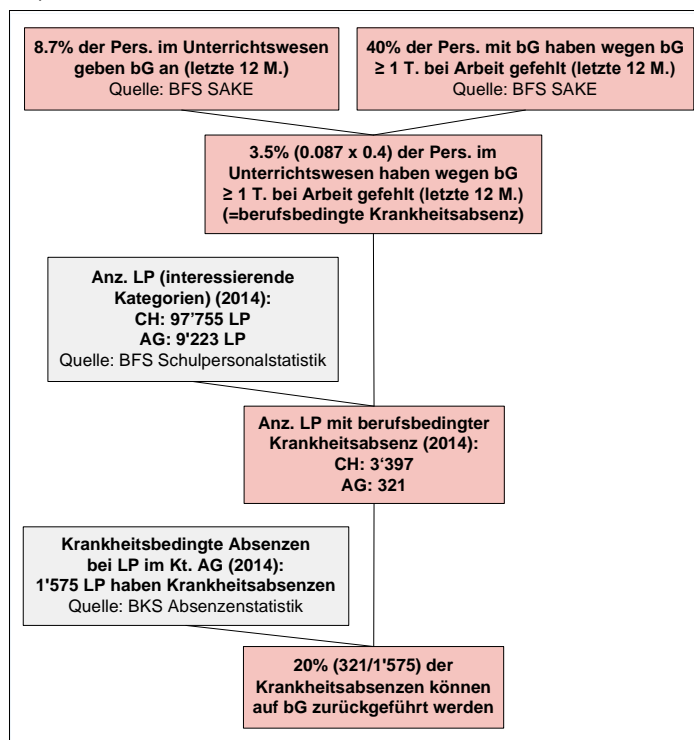 8.7% der Pers. im Unterrichtswesen
geben bG an (letzte 12 M.)
Quelle: BFS SAKE
40% der Pers. mit bG haben wegen bG
≥ 1 T. bei Arbeit gefehlt (letzte 12 M.)
Quelle: BFS SAKE
3.5% (0.087 x 0.4) der Pers. im
Unterrichtswesen haben wegen bG
≥ 1 T. bei Arbeit gefehlt (letzte 12 M.)
(=berufsbedingte Krankheitsabsenz)
Anz. LP (interessierende
Kategorien) (2014):
CH: 97’755 LP
AG: 9'223 LP
Quelle: BFS Schulpersonalstatistik
Anz. LP mit berufsbedingter
Krankheitsabsenz (2014):
CH: 3‘397
AG: 321
Krankheitsbedingte Absenzen
bei LP im Kt. AG (2014):
1'575 LP haben Krankheitsabsenzen
Quelle: BKS Absenzenstatistik
20% (321/1'575) der
Krankheitsabsenzen können
auf bG zurückgeführt werden